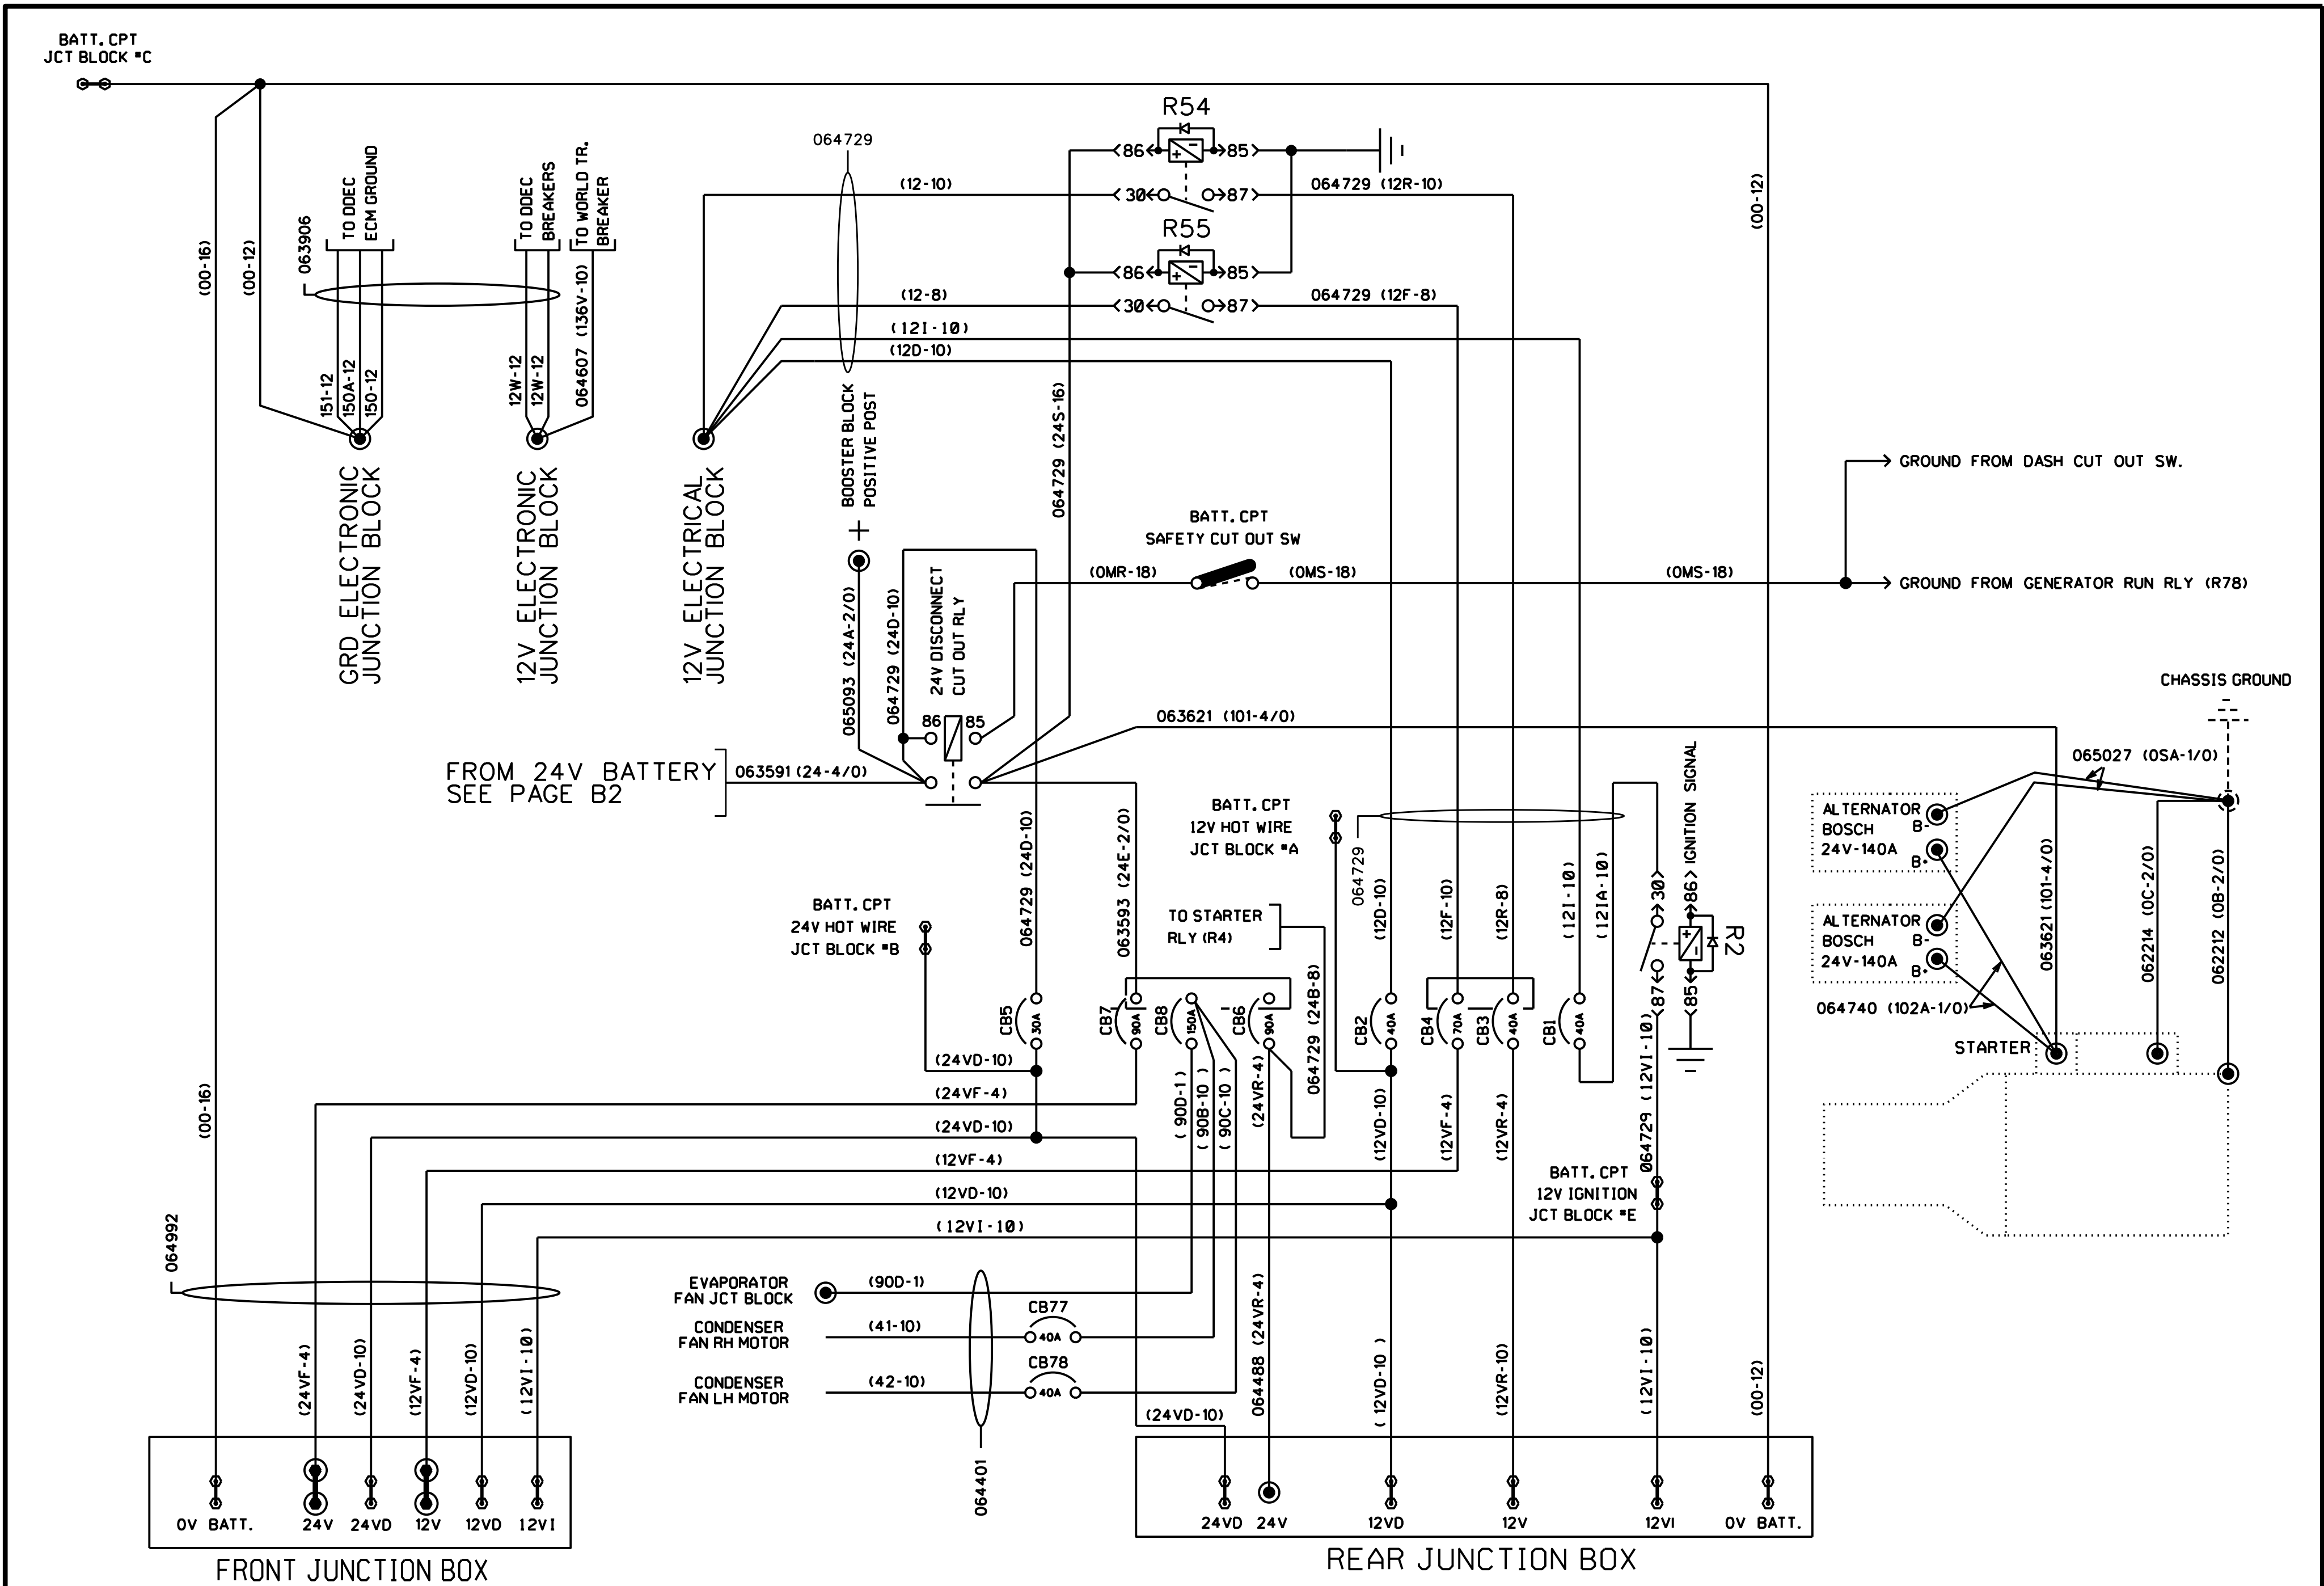 BATT. CPT
JCT BLOCK "C
(00-16)
(00-12)
063906
TO DDEC
ECM GROUND
TO DDEC
BREAKERS
TO WORLD TR.
BREAKER
151-12
150A-12
150-12
12W-12
12W-12
064607 (136V-10)
GRD ELECTRONIC
JUNCTION BLOCK
12V ELECTRONIC
JUNCTION BLOCK
12V ELECTRICAL
JUNCTION BLOCK
064729
(12-10)
(12-8)
(12I-10)
(12D-10)
R54
86
85
30
87
064729 (12R-10)
R55
86
85
30
87
064729 (12F-8)
(00-12)
BOOSTER BLOCK
POSITIVE POST
+
064729 (24S-16)
065093 (24A-2/0)
064729 (24D-10)
24V DISCONNECT
CUT OUT RLY
86
85
BATT. CPT
SAFETY CUT OUT SW
(0MR-18)
(0MS-18)
(0MS-18)
GROUND FROM DASH CUT OUT SW.
GROUND FROM GENERATOR RUN RLY (R78)
FROM 24V BATTERY
SEE PAGE B2
063591 (24-4/0)
063621 (101-4/0)
CHASSIS GROUND
065027 (0SA-1/0)
ALTERNATOR
BOSCH
24V-140A
B-
B+
ALTERNATOR
BOSCH
24V-140A
B-
B+
064740 (102A-1/0)
063621 (101-4/0)
062214 (0C-2/0)
062212 (0B-2/0)
STARTER
BATT. CPT
24V HOT WIRE
JCT BLOCK "B
064729 (24D-10)
063593 (24E-2/0)
BATT. CPT
12V HOT WIRE
JCT BLOCK "A
064729
TO STARTER
RLY (R4)
064729 (24B-8)
(12D-10)
(12F-10)
(12R-8)
(12I-10)
(12IA-10)
30
87
86
IGNITION SIGNAL
85
R2
CB5
30A
CB7
90A
CB8
150A
CB6
90A
CB2
40A
CB4
70A
CB3
40A
CB1
40A
(24VD-10)
(24VF-4)
(24VD-10)
(12VF-4)
(12VD-10)
(12VI-10)
(90D-1)
(90B-10)
(90C-10)
(24VR-4)
(12VD-10)
(12VF-4)
(12VR-4)
064729 (12VI-10)
BATT. CPT
12V IGNITION
JCT BLOCK "E
(00-16)
064992
EVAPORATOR
FAN JCT BLOCK
(90D-1)
CONDENSER
FAN RH MOTOR
(41-10)
CB77
40A
CONDENSER
FAN LH MOTOR
(42-10)
CB78
40A
064401
(24VD-10)
064488 (24VR-4)
(12VD-10)
(12VR-10)
(12VI-10)
(00-12)
(24VF-4)
(24VD-10)
(12VF-4)
(12VD-10)
(12VI-10)
0V BATT.
24V
24VD
12V
12VD
12VI
FRONT JUNCTION BOX
24VD
24V
12VD
12V
12VI
0V BATT.
REAR JUNCTION BOX